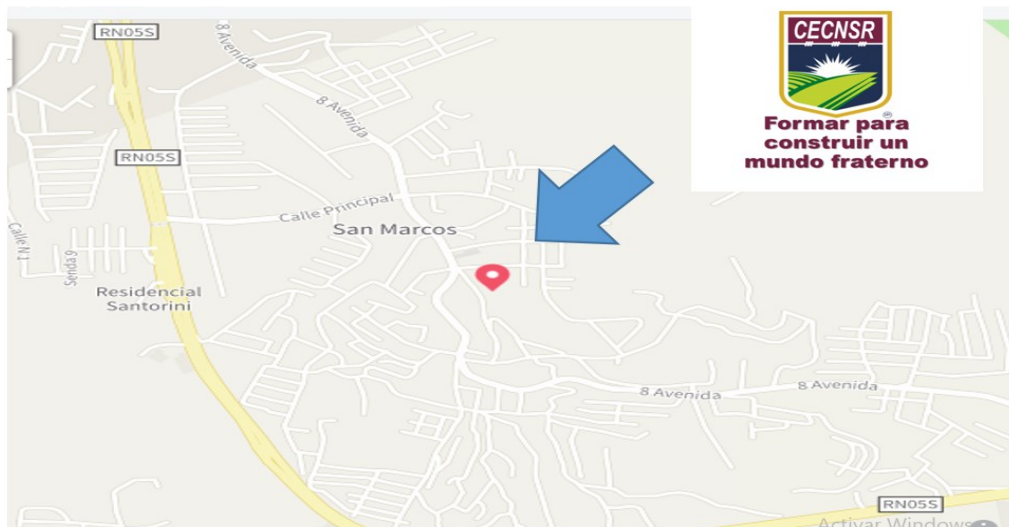 RN05S
CECNSR
Formar para
construir un
mundo fraterno
8 Avenida
8 Avenida
RN05S
Calle Principal
San Marcos
Calle N 1
Senda 9
Residencial
Santorini
8 Avenida
8 Avenida
RN05S
Activar Windows